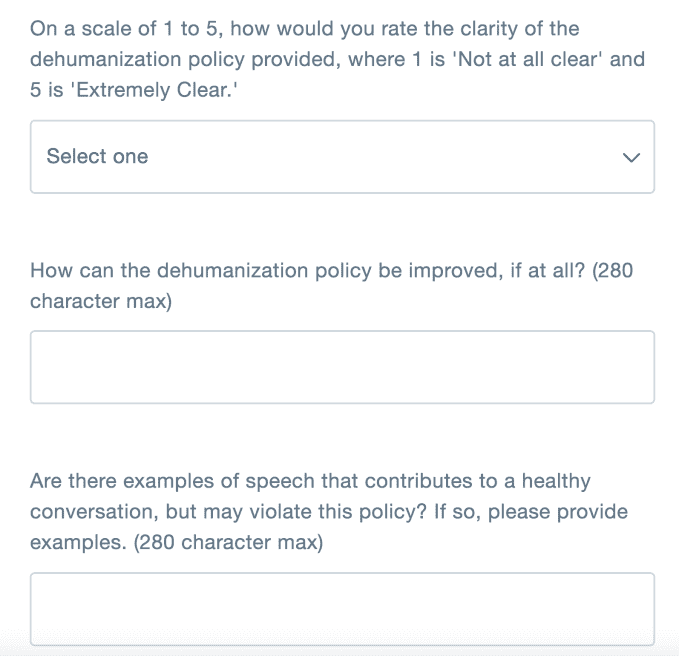 On a scale of 1 to 5, how would you rate the clarity of the
dehumanization policy provided, where 1 is 'Not at all clear' and
5 is 'Extremely Clear.'
Select one
How can the dehumanization policy be improved, if at all? (280
character max)
Are there examples of speech that contributes to a healthy
conversation, but may violate this policy? If so, please provide
examples. (280 character max)